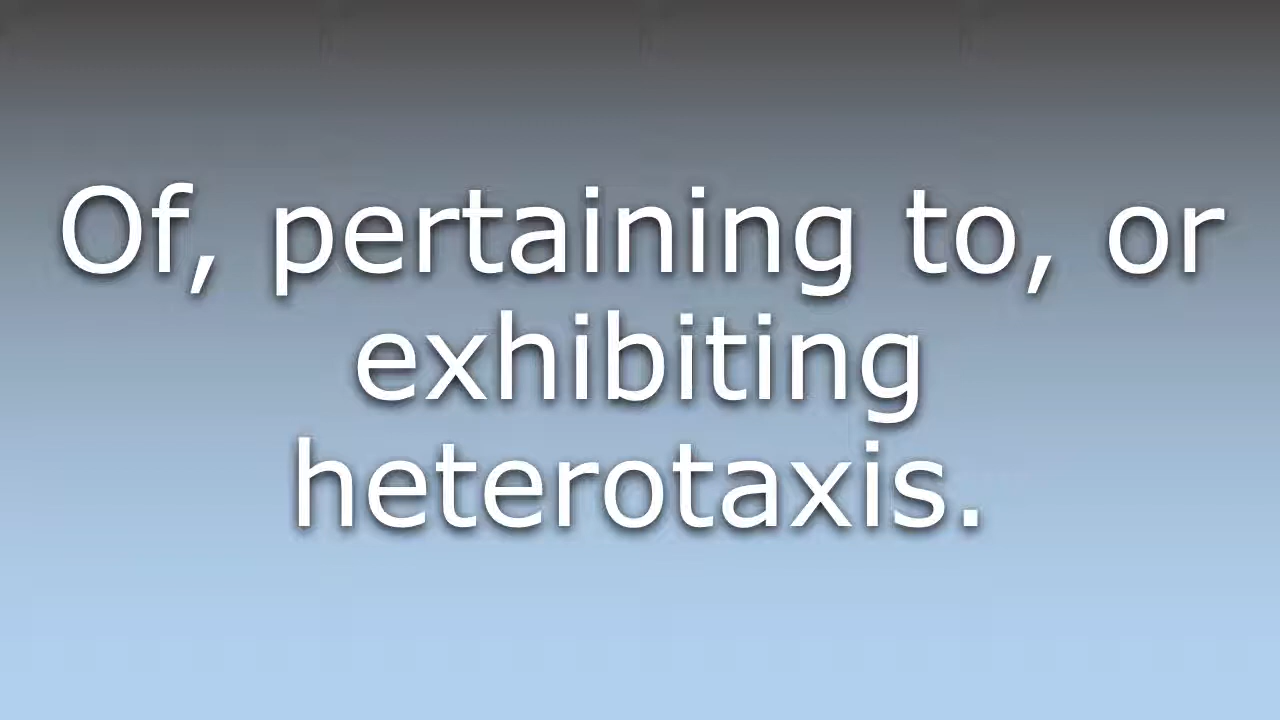 Of, pertaining to, or
exhibiting
heterotaxis.